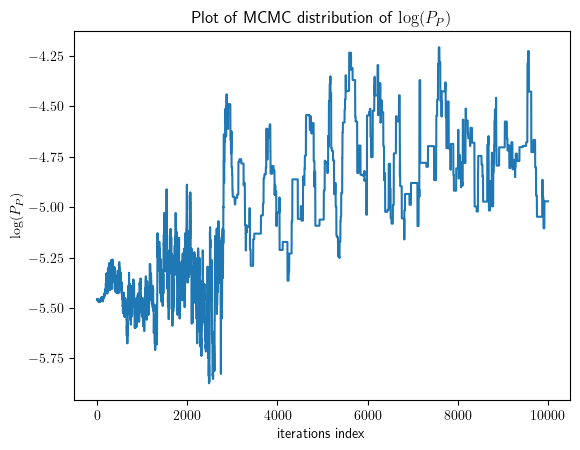 Plot of MCMC distribution of log(P_P)
log(P_P)
−4.25
−4.50
−4.75
−5.00
−5.25
−5.50
−5.75
0 2000 4000 6000 8000 10000
iterations index